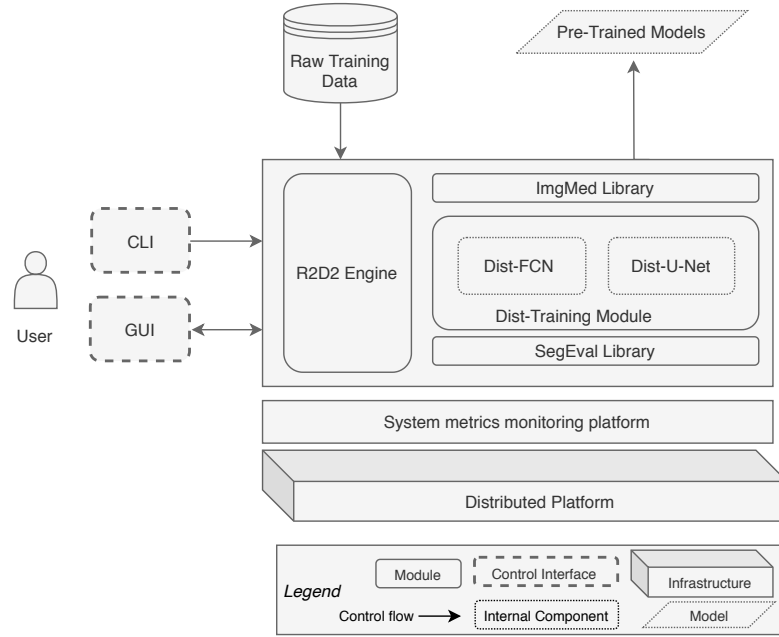 Raw Training
Data
Pre-Trained Models
ImgMed Library
CLI
R2D2 Engine
Dist-FCN
Dist-U-Net
Dist-Training Module
GUI
User
SegEval Library
System metrics monitoring platform
Distributed Platform
Legend
Module
Control Interface
Infrastructure
Control flow
Internal Component
Model